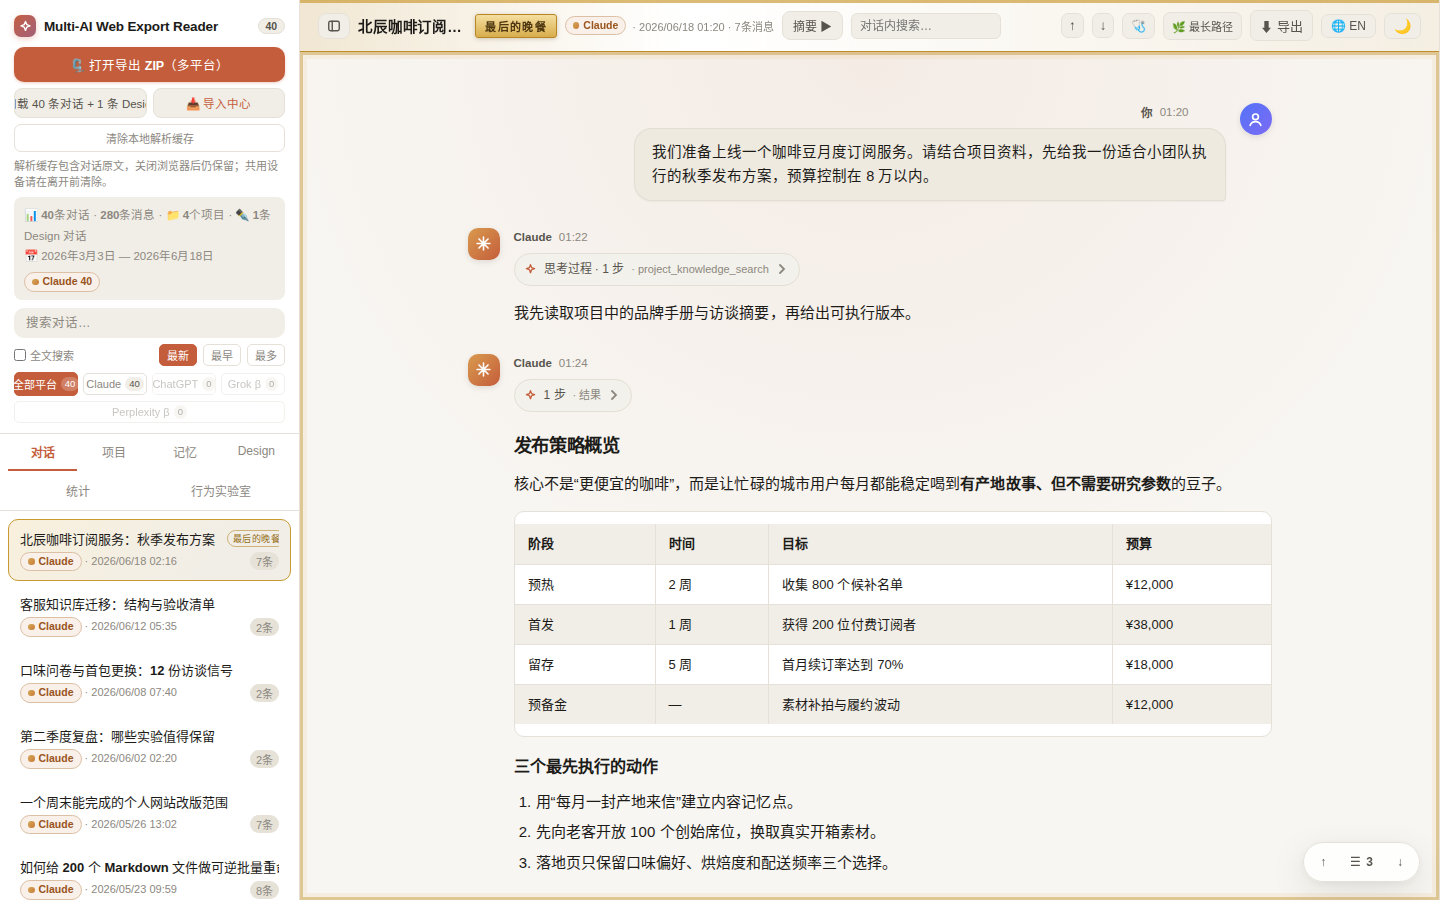 Multi-AI Web Export Reader 40
打开导出 ZIP（多平台）
载 40 条对话 + 1 条 Desi
导入中心
清除本地解析缓存
解析缓存包含对话原文，关闭浏览器后仍保留；共用设
备请在离开前清除。
40条对话 · 280条消息 · 4个项目 · 1条
Design 对话
2026年3月3日 — 2026年6月18日
Claude 40
搜索对话…
全文搜索 最新 最早 最多
全部平台 40 Claude 40 ChatGPT 0 Grok β 0
Perplexity β 0
对话 项目 记忆 Design
统计 行为实验室
北辰咖啡订阅服务：秋季发布方案 最后的晚餐
Claude · 2026/06/18 02:16 7条
客服知识库迁移：结构与验收清单
Claude · 2026/06/12 05:35 2条
口味问卷与首包更换：12 份访谈信号
Claude · 2026/06/08 07:40 2条
第二季度复盘：哪些实验值得保留
Claude · 2026/06/02 02:20 2条
一个周末能完成的个人网站改版范围
Claude · 2026/05/26 13:02 7条
如何给 200 个 Markdown 文件做可逆批量重
Claude · 2026/05/23 09:59 8条
北辰咖啡订阅… 最后的晚餐 Claude · 2026/06/18 01:20 · 7条消息 摘要 ▶ 对话内搜索… ↑ ↓ 最长路径 导出 EN
你 01:20
我们准备上线一个咖啡豆月度订阅服务。请结合项目资料，先给我一份适合小团队执
行的秋季发布方案，预算控制在 8 万以内。
Claude 01:22
思考过程 · 1 步 · project_knowledge_search
我先读取项目中的品牌手册与访谈摘要，再给出可执行版本。
Claude 01:24
1 步 · 结果
发布策略概览
核心不是“更便宜的咖啡”，而是让忙碌的城市用户每月都能稳定喝到有产地故事、但不需要研究参数的豆子。
阶段 时间 目标 预算
预热 2 周 收集 800 个候补名单 ¥12,000
首发 1 周 获得 200 位付费订阅者 ¥38,000
留存 5 周 首月续订率达到 70% ¥18,000
预备金 — 素材补拍与履约波动 ¥12,000
三个最先执行的动作
1. 用“每月一封产地来信”建立内容记忆点。
2. 先向老客开放 100 个创始席位，换取真实开箱素材。
3. 落地页只保留口味偏好、烘焙度和配送频率三个选择。
↑ ☰ 3 ↓